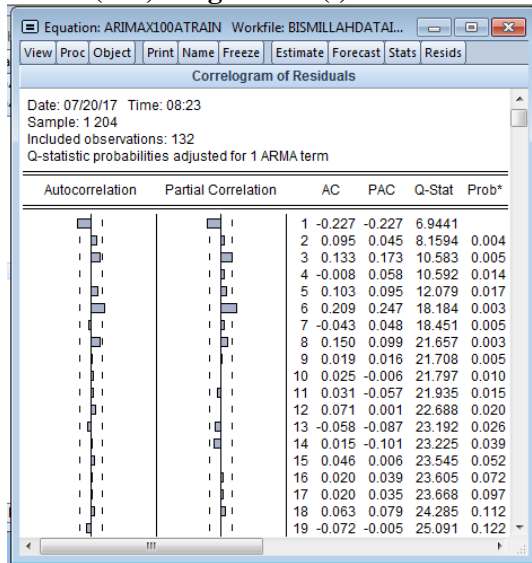 Equation: ARIMAX100ATRAIN Workfile: BISMILLAHDATAI...
View Proc Object Print Name Freeze Estimate Forecast Stats Resids
Correlogram of Residuals
Date: 07/20/17 Time: 08:23
Sample: 1 204
Included observations: 132
Q-statistic probabilities adjusted for 1 ARMA term
Autocorrelation Partial Correlation AC PAC Q-Stat Prob*
1 -0.227 -0.227 6.9441
2 0.095 0.045 8.1594 0.004
3 0.133 0.173 10.583 0.005
4 -0.008 0.058 10.592 0.014
5 0.103 0.095 12.079 0.017
6 0.209 0.247 18.184 0.003
7 -0.043 0.048 18.451 0.005
8 0.150 0.099 21.657 0.003
9 0.019 0.016 21.708 0.005
10 0.025 -0.006 21.797 0.010
11 0.031 -0.057 21.935 0.015
12 0.071 0.001 22.688 0.020
13 -0.058 -0.087 23.192 0.026
14 0.015 -0.101 23.225 0.039
15 0.046 0.006 23.545 0.052
16 0.020 0.039 23.605 0.072
17 0.020 0.035 23.668 0.097
18 0.063 0.079 24.285 0.112
19 -0.072 -0.005 25.091 0.122